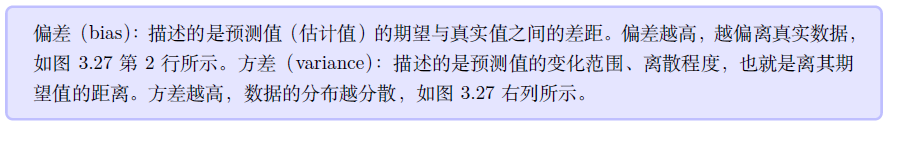 偏差（bias）：描述的是预测值（估计值）的期望与真实值之间的差距。偏差越高，越偏离真实数据，
如图 3.27 第 2 行所示。方差（variance）：描述的是预测值的变化范围、离散程度，也就是离其期
望值的距离。方差越高，数据的分布越分散，如图 3.27 右列所示。